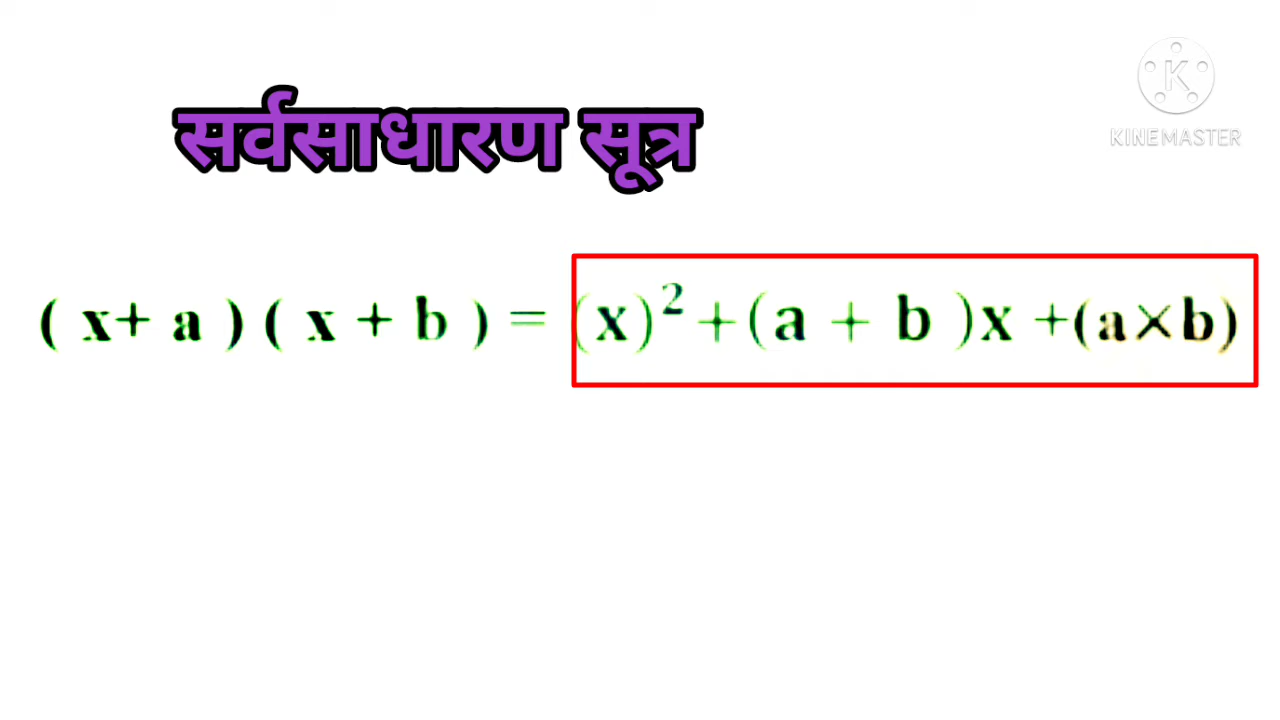 KINEMASTER
सर्वसाधारण सूत्र
( x+ a ) ( x + b ) = (x)² +(a + b )x +(a×b)